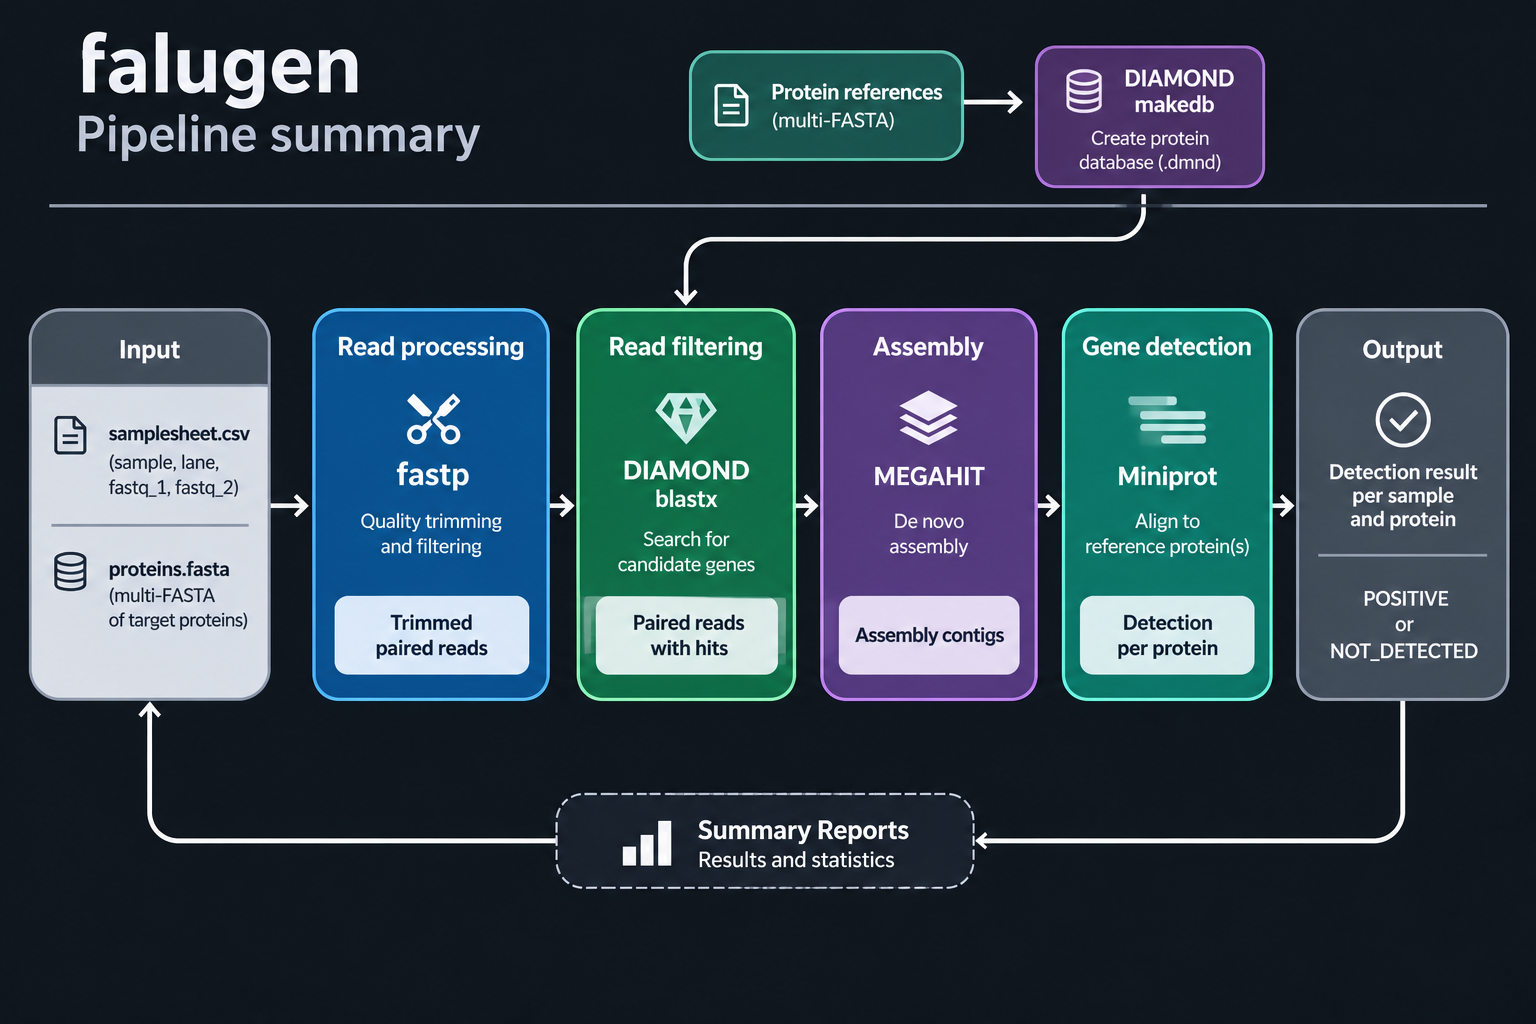 falugen
Pipeline summary
Protein references
(multi-FASTA)
DIAMOND
makedb
Create protein
database (.dmnd)
Input
samplesheet.csv
(sample, lane,
fastq_1, fastq_2)
proteins.fasta
(multi-FASTA
of target proteins)
Read processing
fastp
Quality trimming
and filtering
Trimmed
paired reads
Read filtering
DIAMOND
blastx
Search for
candidate genes
Paired reads
with hits
Assembly
MEGAHIT
De novo
assembly
Assembly contigs
Gene detection
Miniprot
Align to
reference protein(s)
Detection
per protein
Output
Detection result
per sample
and protein
POSITIVE
or
NOT_DETECTED
Summary Reports
Results and statistics